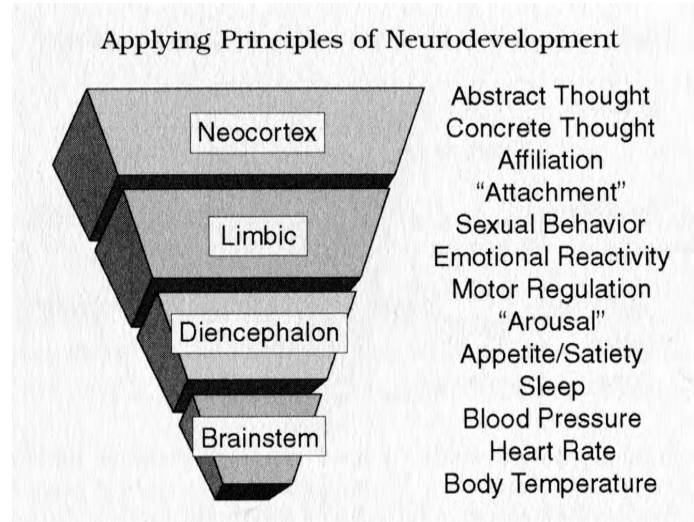 Applying Principles of Neurodevelopment
Neocortex
Limbic
Diencephalon
Brainstem
Abstract Thought
Concrete Thought
Affiliation
“Attachment”
Sexual Behavior
Emotional Reactivity
Motor Regulation
“Arousal”
Appetite/Satiety
Sleep
Blood Pressure
Heart Rate
Body Temperature